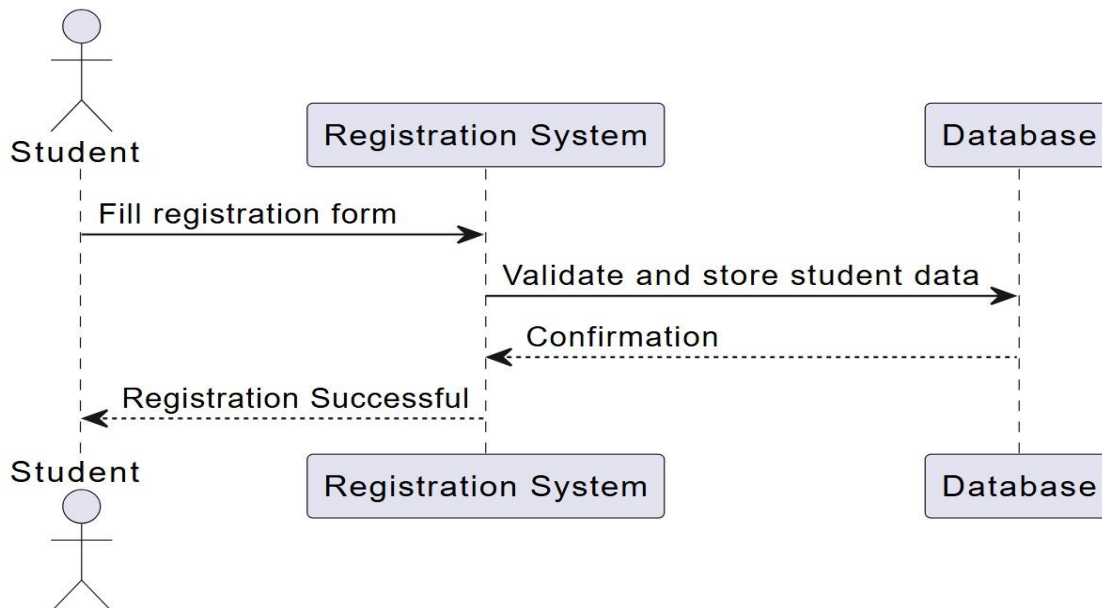 Student
Registration System
Database
Fill registration form
Validate and store student data
Confirmation
Registration Successful
Student
Registration System
Database